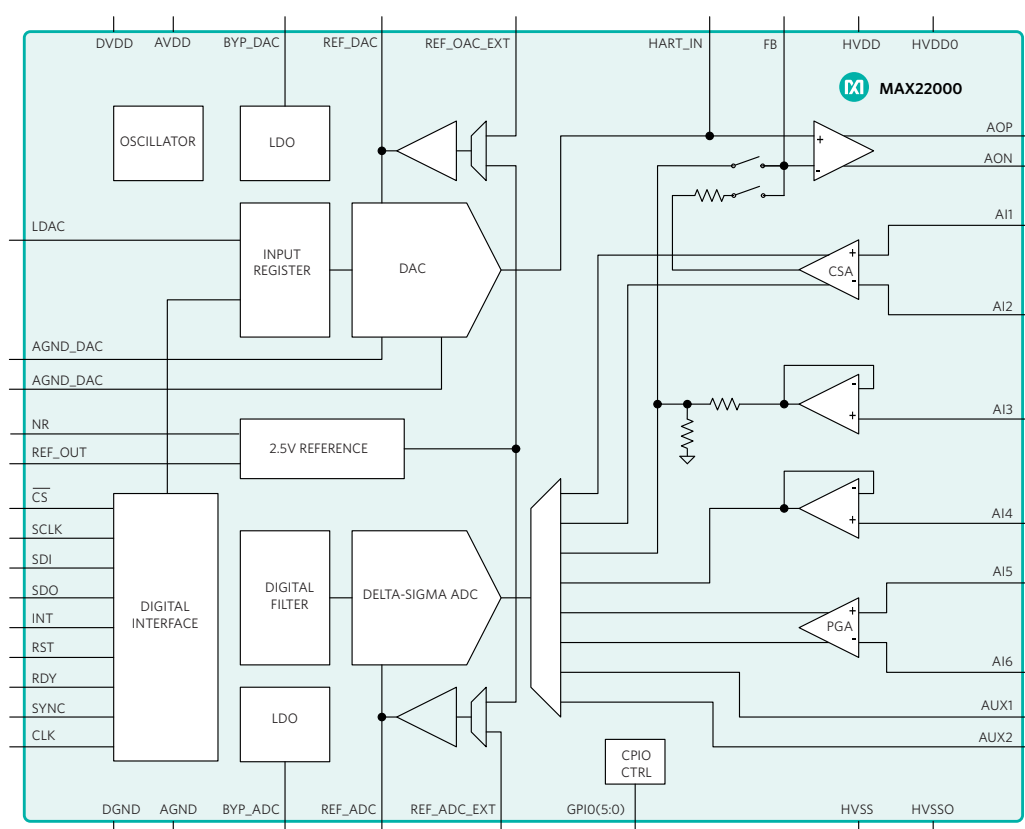 DVDD AVDD BYP_DAC REF_DAC REF_OAC_EXT HART_IN FB HVDD HVDD0
MAX22000
OSCILLATOR
LDO
+
-
AOP
AON
LDAC
INPUT
REGISTER
DAC
AI1
+
CSA
-
AI2
AGND_DAC
AGND_DAC
-
+
AI3
NR
2.5V REFERENCE
REF_OUT
CS
SCLK
SDI
SDO
INT
RST
RDY
SYNC
CLK
DIGITAL
INTERFACE
DIGITAL
FILTER
DELTA-SIGMA ADC
-
+
AI4
AI5
+
PGA
-
AI6
AUX1
AUX2
LDO
CPIO
CTRL
DGND AGND BYP_ADC REF_ADC REF_ADC_EXT GPI0(5:0) HVSS HVSSO